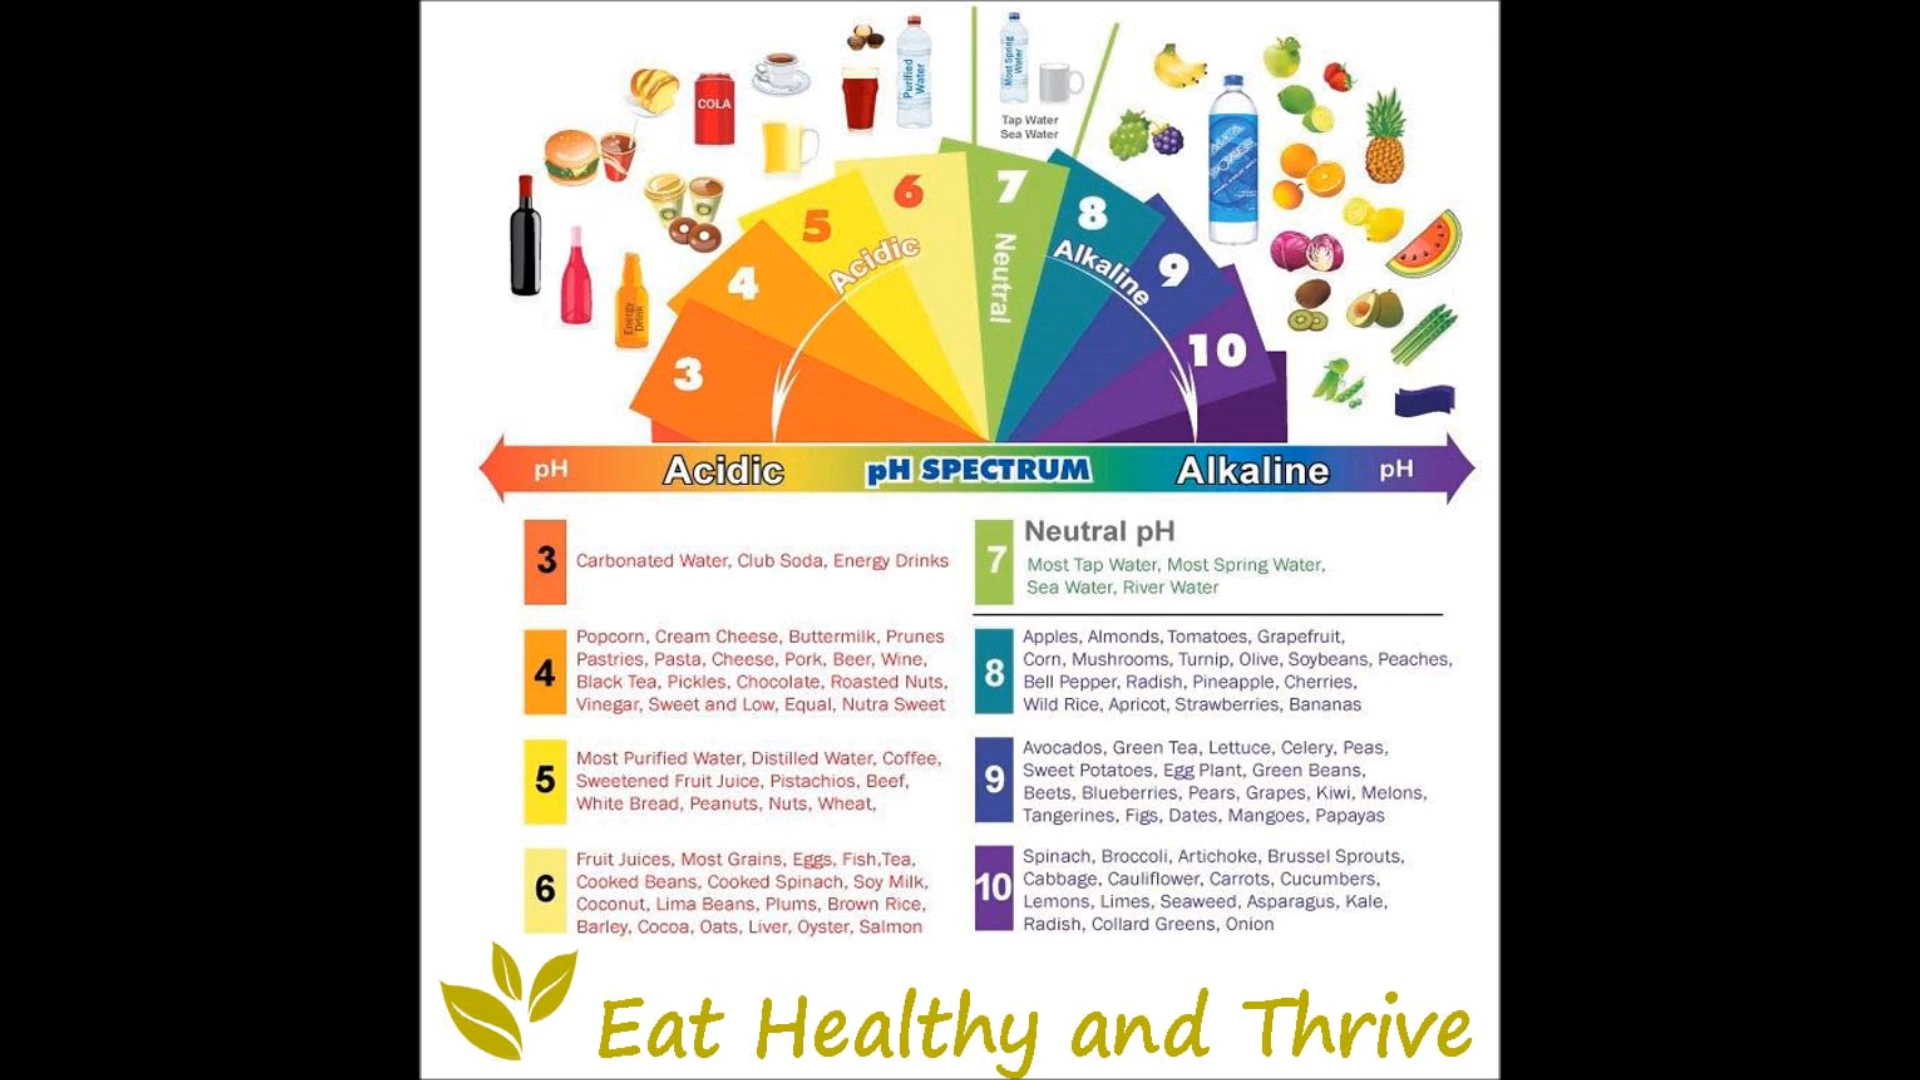 COLA
Purified
Water
Most Spring
Water
Tap Water
Sea Water
Energy
Drink
3
4
5
6
7
8
9
10
Acidic
Neutral
Alkaline
pH
Acidic
pH SPECTRUM
Alkaline
pH
3
Carbonated Water, Club Soda, Energy Drinks
4
Popcorn, Cream Cheese, Buttermilk, Prunes
Pastries, Pasta, Cheese, Pork, Beer, Wine,
Black Tea, Pickles, Chocolate, Roasted Nuts,
Vinegar, Sweet and Low, Equal, Nutra Sweet
5
Most Purified Water, Distilled Water, Coffee,
Sweetened Fruit Juice, Pistachios, Beef,
White Bread, Peanuts, Nuts, Wheat,
6
Fruit Juices, Most Grains, Eggs, Fish,Tea,
Cooked Beans, Cooked Spinach, Soy Milk,
Coconut, Lima Beans, Plums, Brown Rice,
Barley, Cocoa, Oats, Liver, Oyster, Salmon
7
Neutral pH
Most Tap Water, Most Spring Water,
Sea Water, River Water
8
Apples, Almonds, Tomatoes, Grapefruit,
Corn, Mushrooms, Turnip, Olive, Soybeans, Peaches,
Bell Pepper, Radish, Pineapple, Cherries,
Wild Rice, Apricot, Strawberries, Bananas
9
Avocados, Green Tea, Lettuce, Celery, Peas,
Sweet Potatoes, Egg Plant, Green Beans,
Beets, Blueberries, Pears, Grapes, Kiwi, Melons,
Tangerines, Figs, Dates, Mangoes, Papayas
10
Spinach, Broccoli, Artichoke, Brussel Sprouts,
Cabbage, Cauliflower, Carrots, Cucumbers,
Lemons, Limes, Seaweed, Asparagus, Kale,
Radish, Collard Greens, Onion
Eat Healthy and Thrive